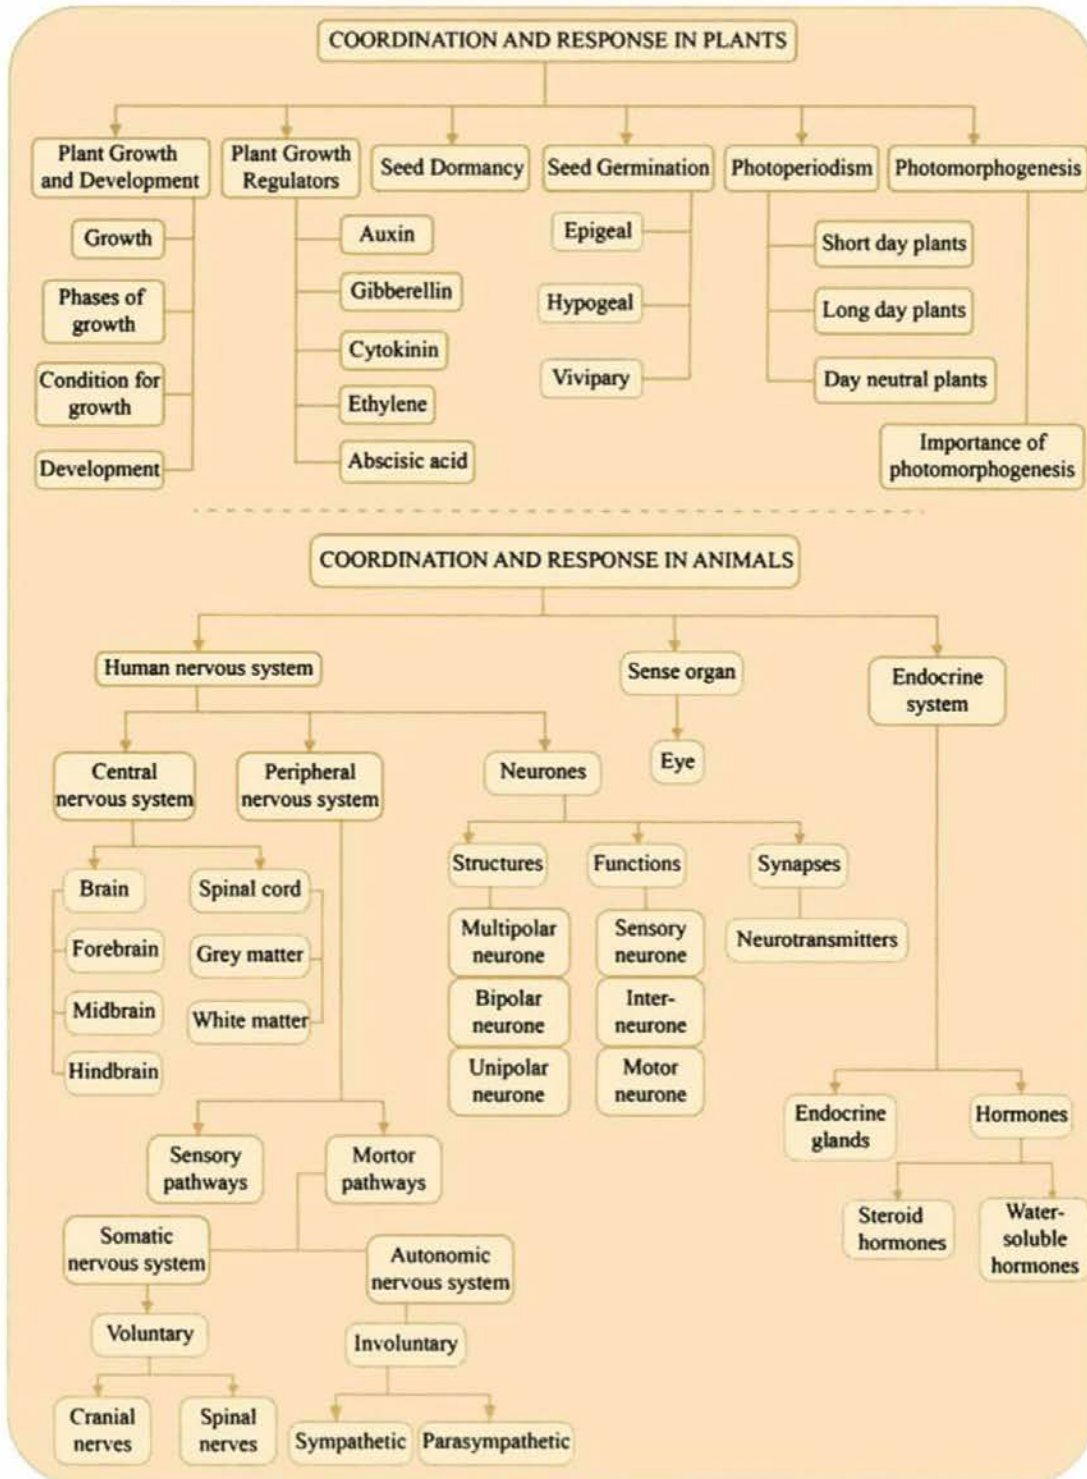 COORDINATION AND RESPONSE IN PLANTS
Plant Growth
and Development
Plant Growth
Regulators
Seed Dormancy
Seed Germination
Photoperiodism
Photomorphogenesis
Growth
Phases of
growth
Condition for
growth
Development
Auxin
Gibberellin
Cytokinin
Ethylene
Abscisic acid
Epigeal
Hypogeal
Vivipary
Short day plants
Long day plants
Day neutral plants
Importance of
photomorphogenesis
COORDINATION AND RESPONSE IN ANIMALS
Human nervous system
Sense organ
Endocrine
system
Central
nervous system
Peripheral
nervous system
Neurones
Eye
Brain
Spinal cord
Forebrain
Grey matter
Midbrain
White matter
Hindbrain
Structures
Functions
Synapses
Multipolar
neurone
Sensory
neurone
Neurotransmitters
Bipolar
neurone
Inter-
neurone
Unipolar
neurone
Motor
neurone
Endocrine
glands
Hormones
Steroid
hormones
Water-
soluble
hormones
Sensory
pathways
Mortor
pathways
Somatic
nervous system
Autonomic
nervous system
Voluntary
Involuntary
Cranial
nerves
Spinal
nerves
Sympathetic
Parasympathetic